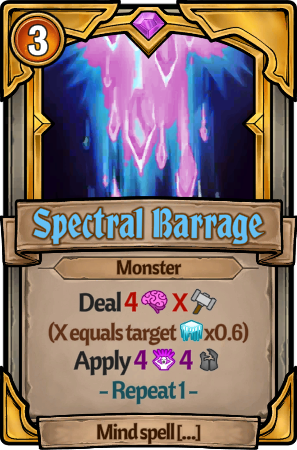 3
Spectral Barrage
Monster
Deal 4 X
(X equals target x0.6)
Apply 4 4
- Repeat 1 -
Mind spell [...]